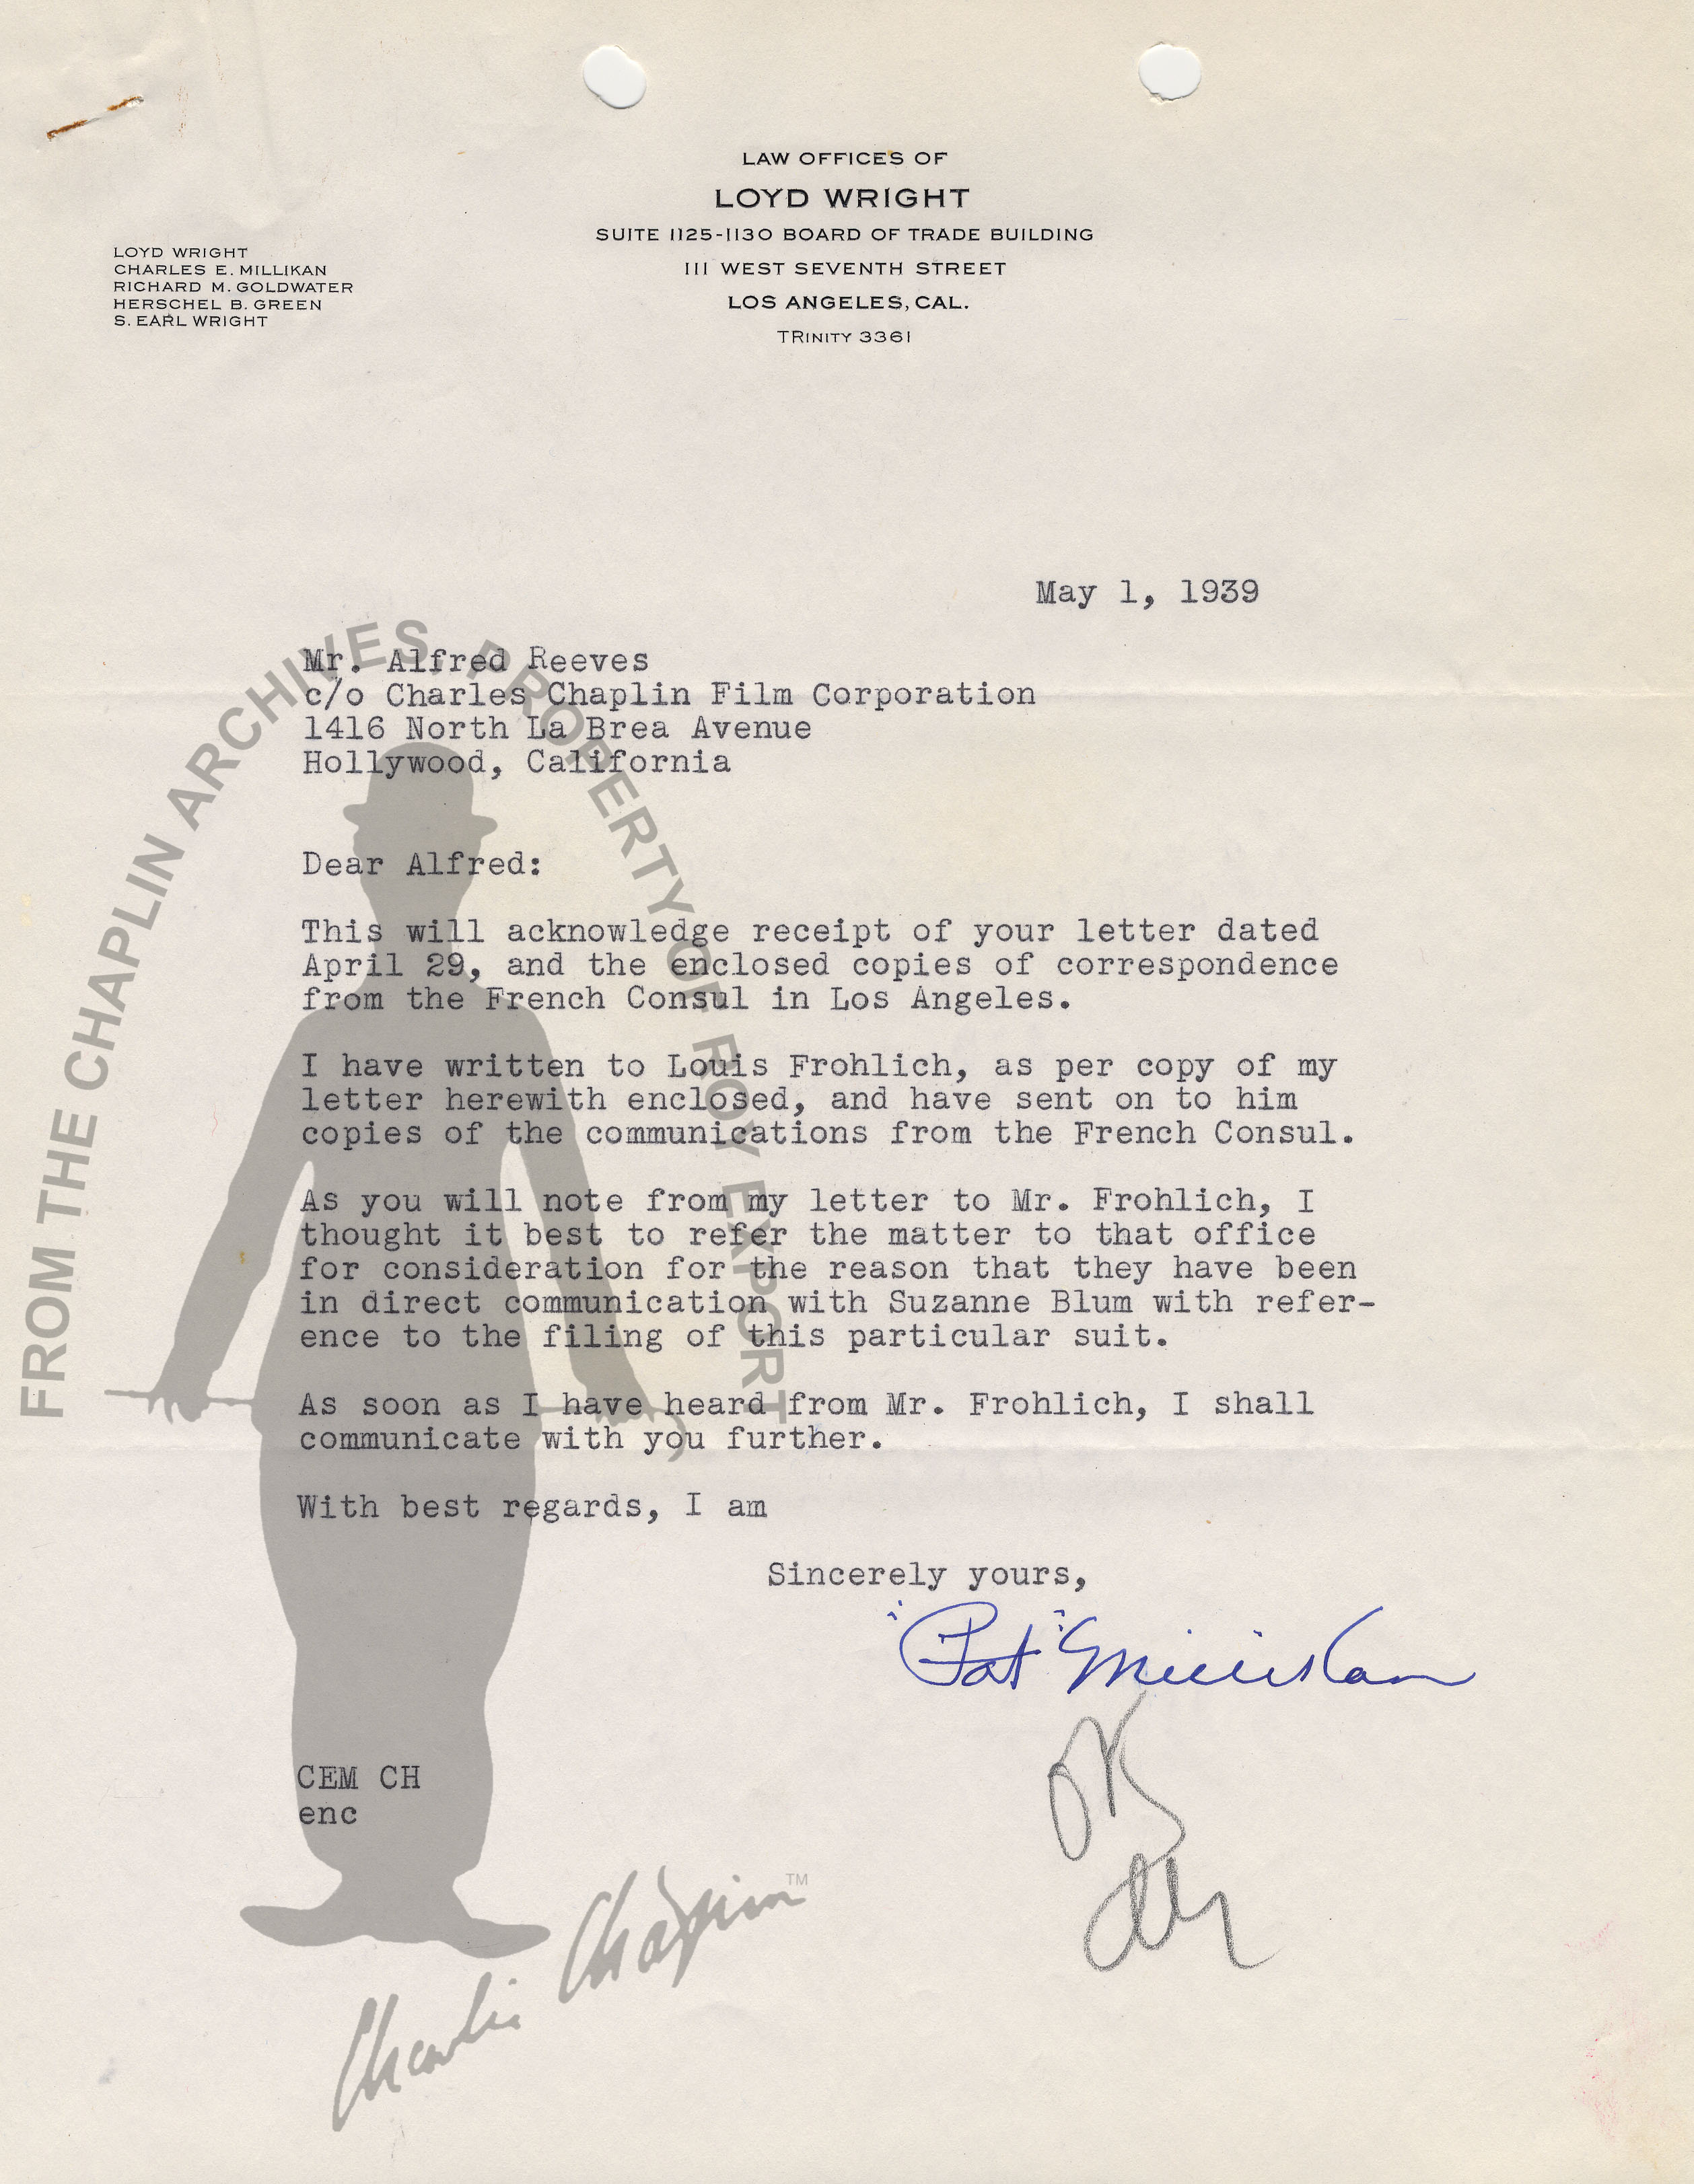 LAW OFFICES OF
LOYD WRIGHT
SUITE 1125-1130 BOARD OF TRADE BUILDING
111 WEST SEVENTH STREET
LOS ANGELES, CAL.
TRINITY 3361
LOYD WRIGHT
CHARLES E. MILLIKAN
RICHARD M. GOLDWATER
HERSCHEL B. GREEN
S. EARL WRIGHT
May 1, 1939
Mr. Alfred Reeves
c/o Charles Chaplin Film Corporation
1416 North La Brea Avenue
Hollywood, California
Dear Alfred:
This will acknowledge receipt of your letter dated
April 29, and the enclosed copies of correspondence
from the French Consul in Los Angeles.
I have written to Louis Frohlich, as per copy of my
letter herewith enclosed, and have sent on to him
copies of the communications from the French Consul.
As you will note from my letter to Mr. Frohlich, I
thought it best to refer the matter to that office
for consideration for the reason that they have been
in direct communication with Suzanne Blum with refer-
ence to the filing of this particular suit.
As soon as I have heard from Mr. Frohlich, I shall
communicate with you further.
With best regards, I am
Sincerely yours,
"Pat" Millikan
OK
CEM CH
enc
FROM THE CHAPLIN ARCHIVES, PROPERTY OF ROY EXPORT
Charlie Chaplin™